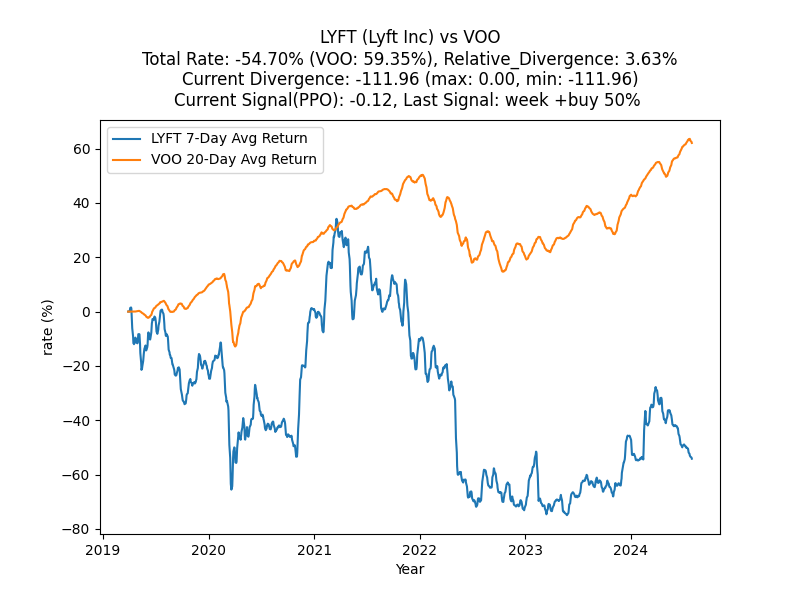 LYFT (Lyft Inc) vs VOO
Total Rate: -54.70% (VOO: 59.35%), Relative_Divergence: 3.63%
Current Divergence: -111.96 (max: 0.00, min: -111.96)
Current Signal(PPO): -0.12, Last Signal: week +buy 50%
LYFT 7-Day Avg Return
VOO 20-Day Avg Return
60
40
20
0
−20
−40
−60
−80
rate (%)
2019 2020 2021 2022 2023 2024
Year